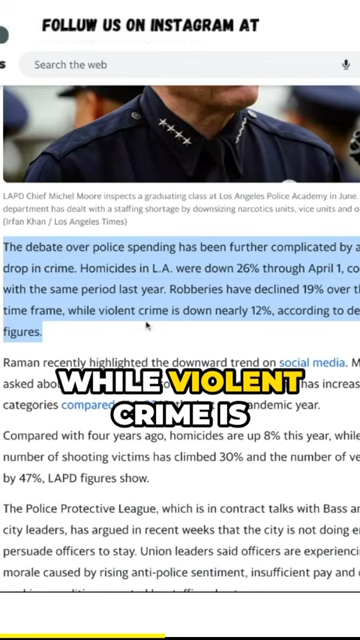 FOLLUW US ON INSTAGRAM AT
s Search the web
LAPD Chief Michel Moore inspects a graduating class at Los Angeles Police Academy in June.
department has dealt with a staffing shortage by downsizing narcotics units, vice units and o
(Irfan Khan / Los Angeles Times)
The debate over police spending has been further complicated by a
drop in crime. Homicides in L.A. were down 26% through April 1, co
with the same period last year. Robberies have declined 19% over th
time frame, while violent crime is down nearly 12%, according to de
figures.
Raman recently highlighted the downward trend on social media. M
asked abou has increas
WHILE VIOLENT
categories compared demic year.
CRIME IS
Compared with four years ago, homicides are up 8% this year, while
number of shooting victims has climbed 30% and the number of ve
by 47%, LAPD figures show.
The Police Protective League, which is in contract talks with Bass an
city leaders, has argued in recent weeks that the city is not doing en
persuade officers to stay. Union leaders said officers are experiencin
morale caused by rising anti-police sentiment, insufficient pay and